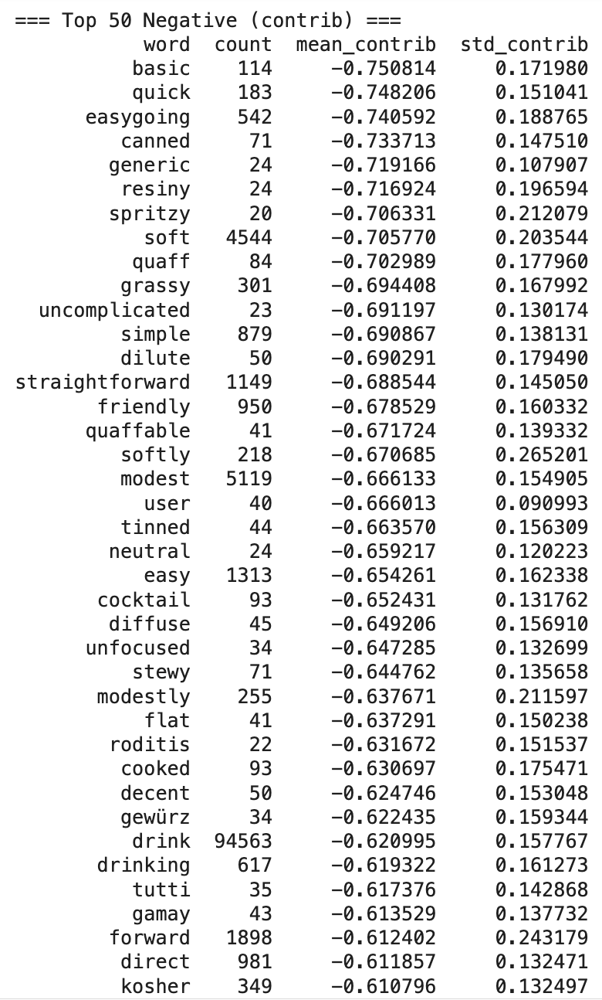 === Top 50 Negative (contrib) ===
word count mean_contrib std_contrib
basic 114 -0.750814 0.171980
quick 183 -0.748206 0.151041
easygoing 542 -0.740592 0.188765
canned 71 -0.733713 0.147510
generic 24 -0.719166 0.107907
resiny 24 -0.716924 0.196594
spritzy 20 -0.706331 0.212079
soft 4544 -0.705770 0.203544
quaff 84 -0.702989 0.177960
grassy 301 -0.694408 0.167992
uncomplicated 23 -0.691197 0.130174
simple 879 -0.690867 0.138131
dilute 50 -0.690291 0.179490
straightforward 1149 -0.688544 0.145050
friendly 950 -0.678529 0.160332
quaffable 41 -0.671724 0.139332
softly 218 -0.670685 0.265201
modest 5119 -0.666133 0.154905
user 40 -0.666013 0.090993
tinned 44 -0.663570 0.156309
neutral 24 -0.659217 0.120223
easy 1313 -0.654261 0.162338
cocktail 93 -0.652431 0.131762
diffuse 45 -0.649206 0.156910
unfocused 34 -0.647285 0.132699
stewy 71 -0.644762 0.135658
modestly 255 -0.637671 0.211597
flat 41 -0.637291 0.150238
roditis 22 -0.631672 0.151537
cooked 93 -0.630697 0.175471
decent 50 -0.624746 0.153048
gewürz 34 -0.622435 0.159344
drink 94563 -0.620995 0.157767
drinking 617 -0.619322 0.161273
tutti 35 -0.617376 0.142868
gamay 43 -0.613529 0.137732
forward 1898 -0.612402 0.243179
direct 981 -0.611857 0.132471
kosher 349 -0.610796 0.132497